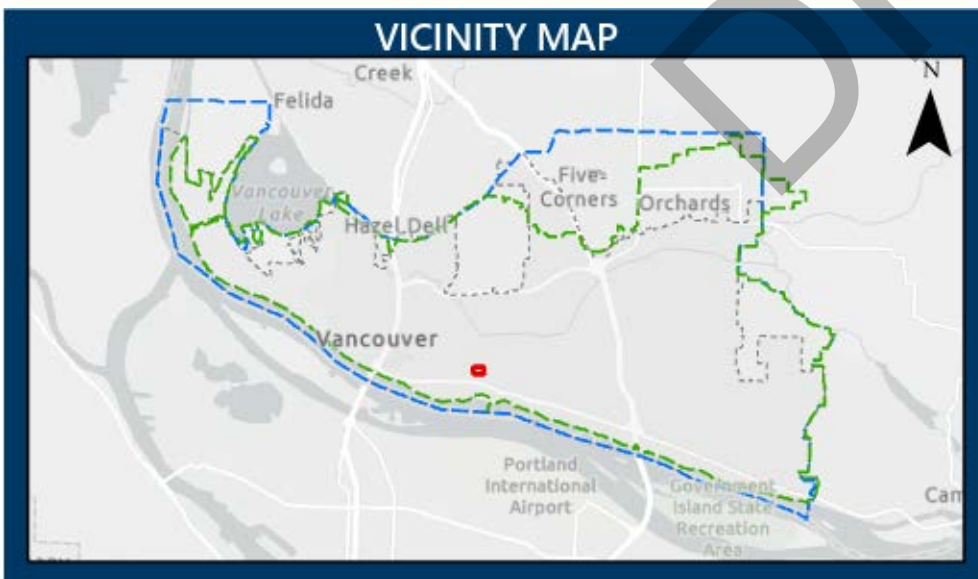 VICINITY MAP
N
Creek
Felida
Vancouver
Lake
Five
Corners
Orchards
Hazel Dell
Vancouver
Portland
International
Airport
Government
Island State
Recreation
Area
Cam